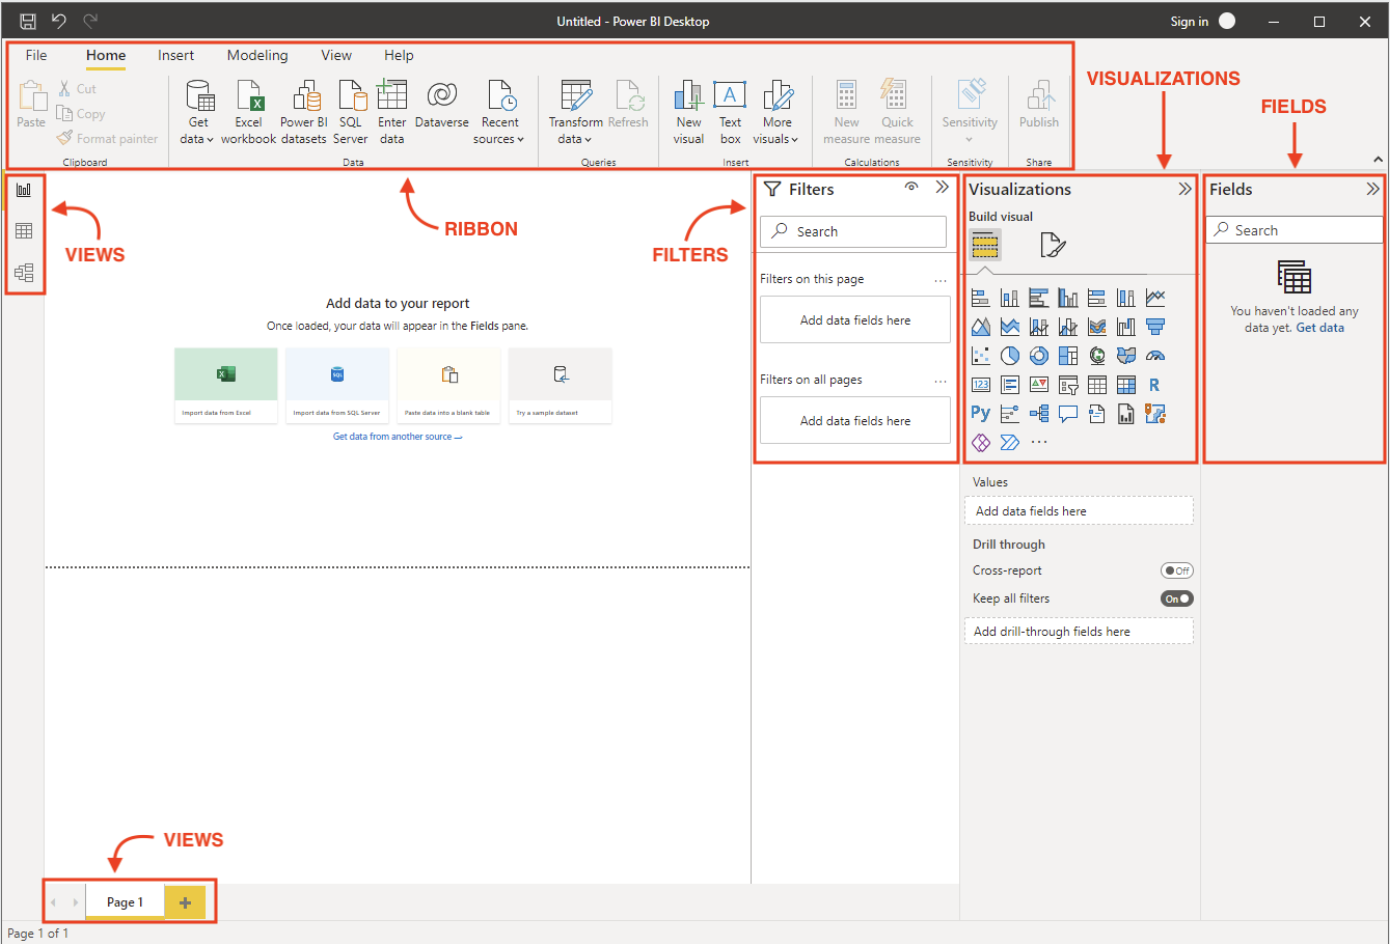 Untitled - Power BI Desktop
Sign in
File Home Insert Modeling View Help
Paste
Cut
Copy
Format painter
Clipboard
Get data
Excel workbook
Power BI datasets
SQL Server
Enter data
Dataverse
Recent sources
Data
Transform data
Refresh
Queries
New visual
Text box
A
More visuals
Insert
New measure
Quick measure
Calculations
Sensitivity
Sensitivity
Publish
Share
VISUALIZATIONS
FIELDS
VIEWS
RIBBON
FILTERS
Add data to your report
Once loaded, your data will appear in the Fields pane.
Import data from Excel
SQL
Import data from SQL Server
Paste data into a blank table
Try a sample dataset
Get data from another source
Filters
Search
Filters on this page ...
Add data fields here
Filters on all pages ...
Add data fields here
Visualizations
Build visual
123
R
Py
...
Values
Add data fields here
Drill through
Cross-report Off
Keep all filters On
Add drill-through fields here
Fields
Search
You haven't loaded any
data yet. Get data
VIEWS
Page 1 +
Page 1 of 1